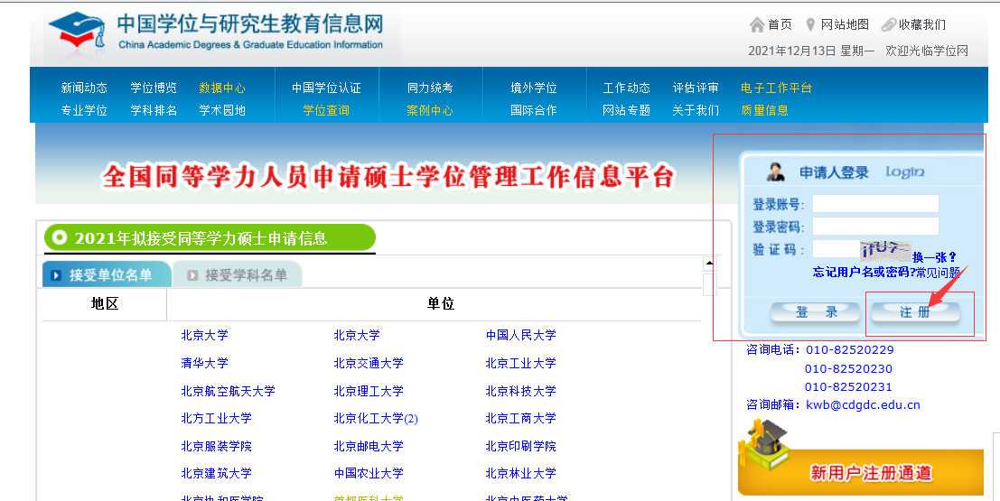 中国学位与研究生教育信息网
China Academic Degrees & Graduate Education Information
首页 网站地图 收藏我们
2021年12月13日 星期一 欢迎光临学位网
新闻动态 学位博览 数据中心 中国学位认证 同力统考 境外学位 工作动态 评估评审 电子工作平台
专业学位 学科排名 学术园地 学位查询 案例中心 国际合作 网站专题 关于我们 质量信息
全国同等学力人员申请硕士学位管理工作信息平台
申请人登录 Login
登录账号:
登录密码:
验 证 码 :
换一张?
忘记用户名或密码?常见问题
登 录 注 册
2021年拟接受同等学力硕士申请信息
接受单位名单 接受学科名单
地区 单位
北京大学 北京大学 中国人民大学
清华大学 北京交通大学 北京工业大学
北京航空航天大学 北京理工大学 北京科技大学
北方工业大学 北京化工大学(2) 北京工商大学
北京服装学院 北京邮电大学 北京印刷学院
北京建筑大学 中国农业大学 北京林业大学
北京协和医学院 首都医科大学 北京中医药大学
咨询电话：010-82520229
010-82520230
010-82520231
咨询邮箱：kwb@cdgdc.edu.cn
新用户注册通道